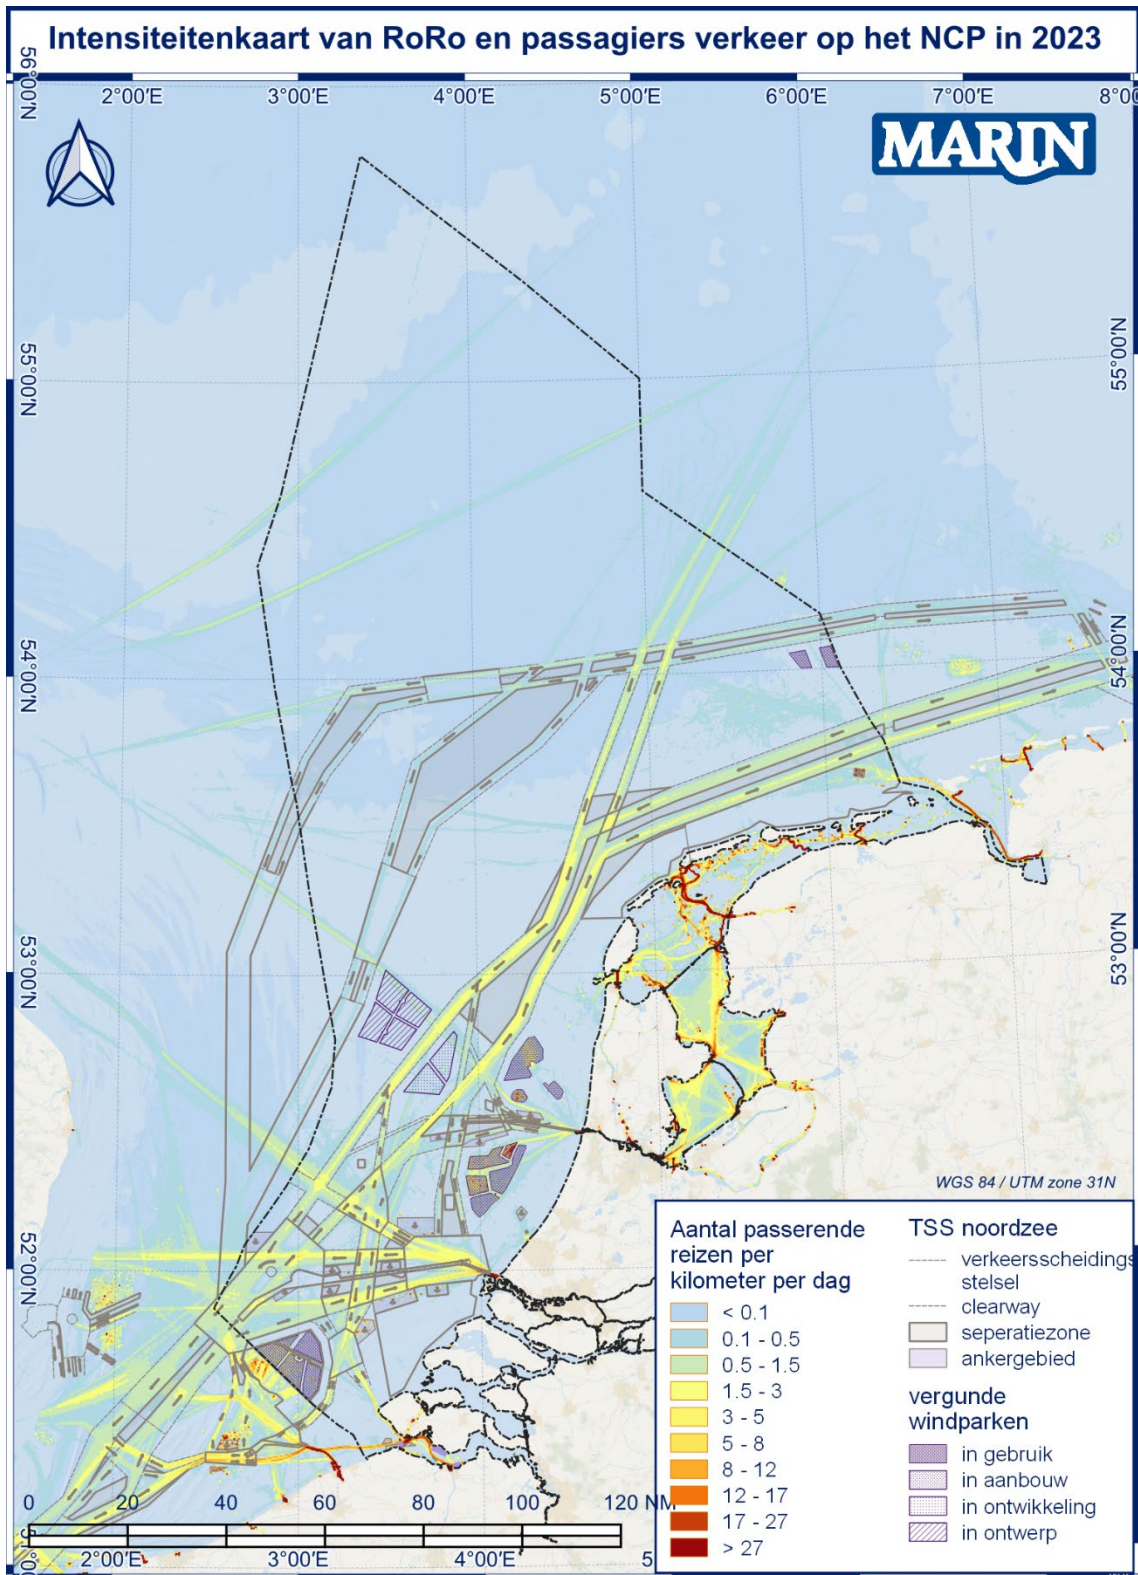 Intensiteitenkaart van RoRo en passagiers verkeer op het NCP in 2023
56°00'N
2°00'E 3°00'E 4°00'E 5°00'E 6°00'E 7°00'E 8°00
MARIN
55°00'N 55°00'N
54°00'N 54°00'N
53°00'N 53°00'N
52°00'N
WGS 84 / UTM zone 31N
Aantal passerende
reizen per
kilometer per dag
< 0.1
0.1 - 0.5
0.5 - 1.5
1.5 - 3
3 - 5
5 - 8
8 - 12
12 - 17
17 - 27
> 27
TSS noordzee
verkeersscheidings
stelsel
clearway
seperatiezone
ankergebied
vergunde
windparken
in gebruik
in aanbouw
in ontwikkeling
in ontwerp
0 20 40 60 80 100 120 NM
2°00'E 3°00'E 4°00'E 5